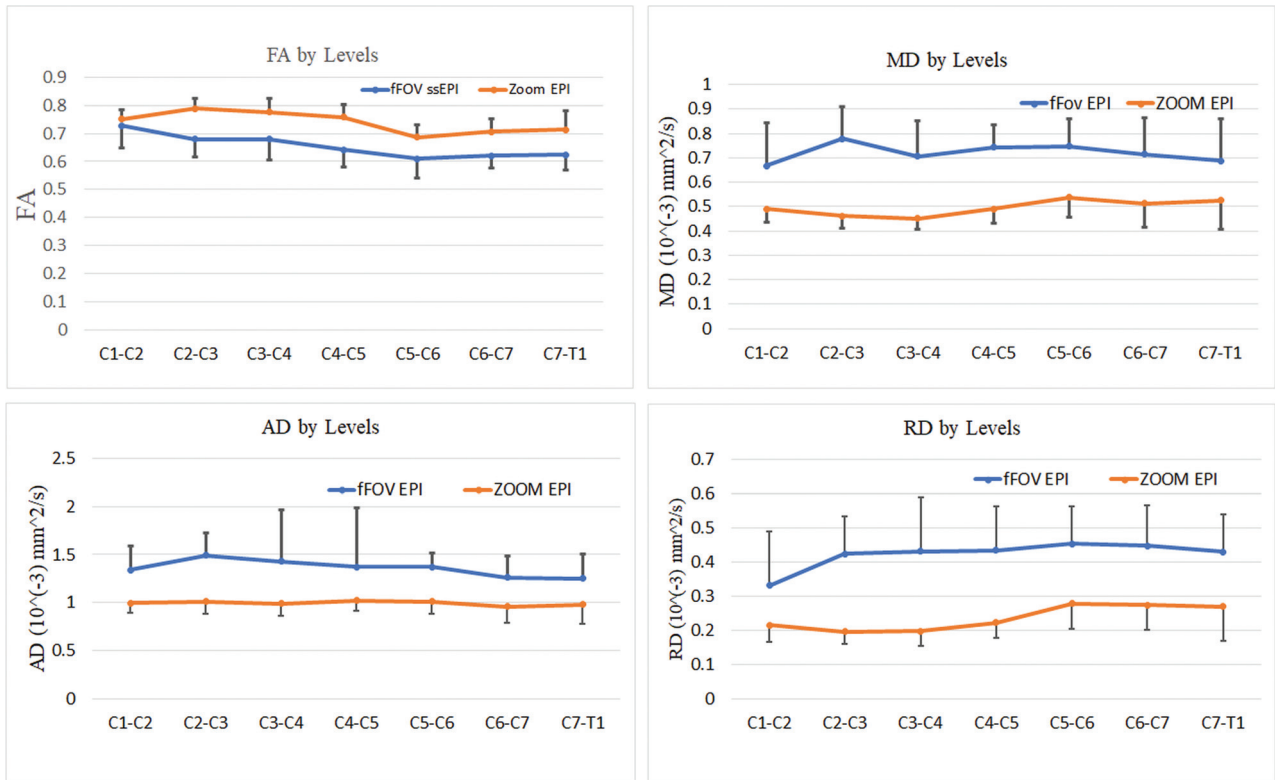 FA by Levels
fFOV ssEPI
Zoom EPI
FA
0.9
0.8
0.7
0.6
0.5
0.4
0.3
0.2
0.1
0
C1-C2 C2-C3 C3-C4 C4-C5 C5-C6 C6-C7 C7-T1
MD by Levels
fFov EPI
ZOOM EPI
MD (10^(-3) mm^2/s)
1
0.9
0.8
0.7
0.6
0.5
0.4
0.3
0.2
0.1
0
C1-C2 C2-C3 C3-C4 C4-C5 C5-C6 C6-C7 C7-T1
AD by Levels
fFOV EPI
ZOOM EPI
AD (10^(-3) mm^2/s)
2.5
2
1.5
1
0.5
0
C1-C2 C2-C3 C3-C4 C4-C5 C5-C6 C6-C7 C7-T1
RD by Levels
fFOV EPI
ZOOM EPI
RD (10^(-3) mm^2/s)
0.7
0.6
0.5
0.4
0.3
0.2
0.1
0
C1-C2 C2-C3 C3-C4 C4-C5 C5-C6 C6-C7 C7-T1